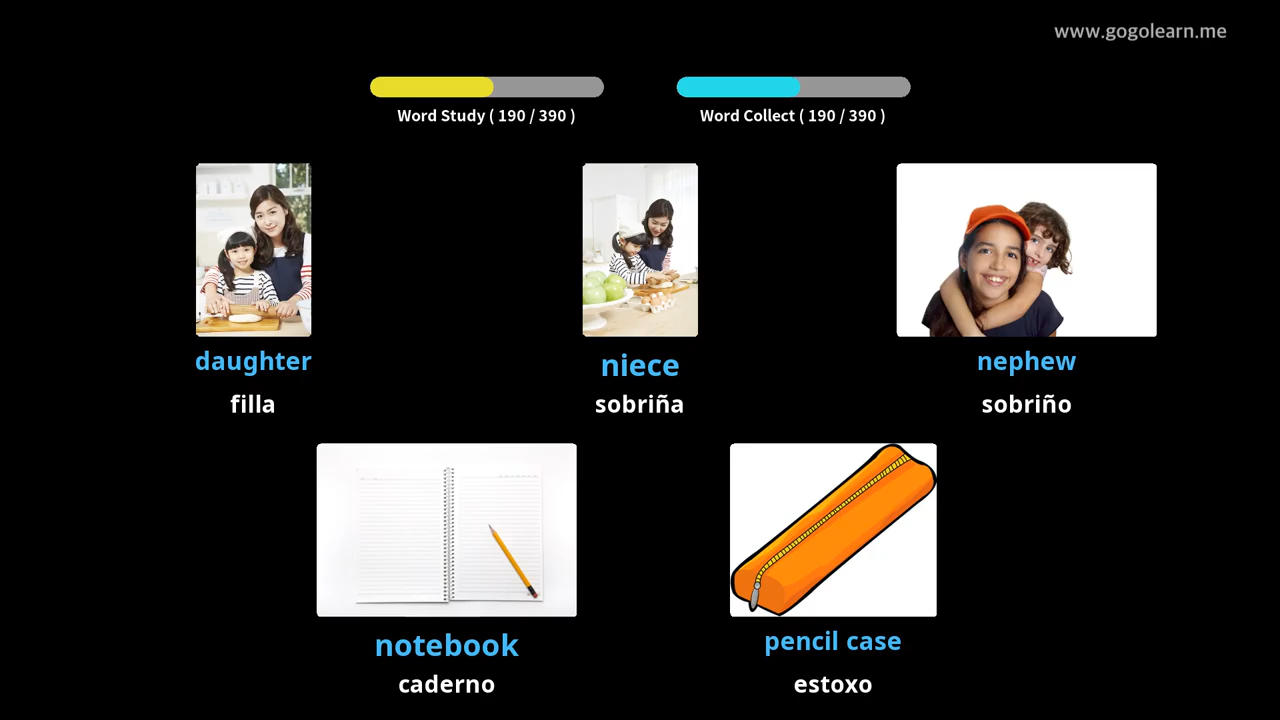 www.gogolearn.me
Word Study ( 190 / 390 )
Word Collect ( 190 / 390 )
daughter
filla
niece
sobriña
nephew
sobriño
notebook
caderno
pencil case
estoxo